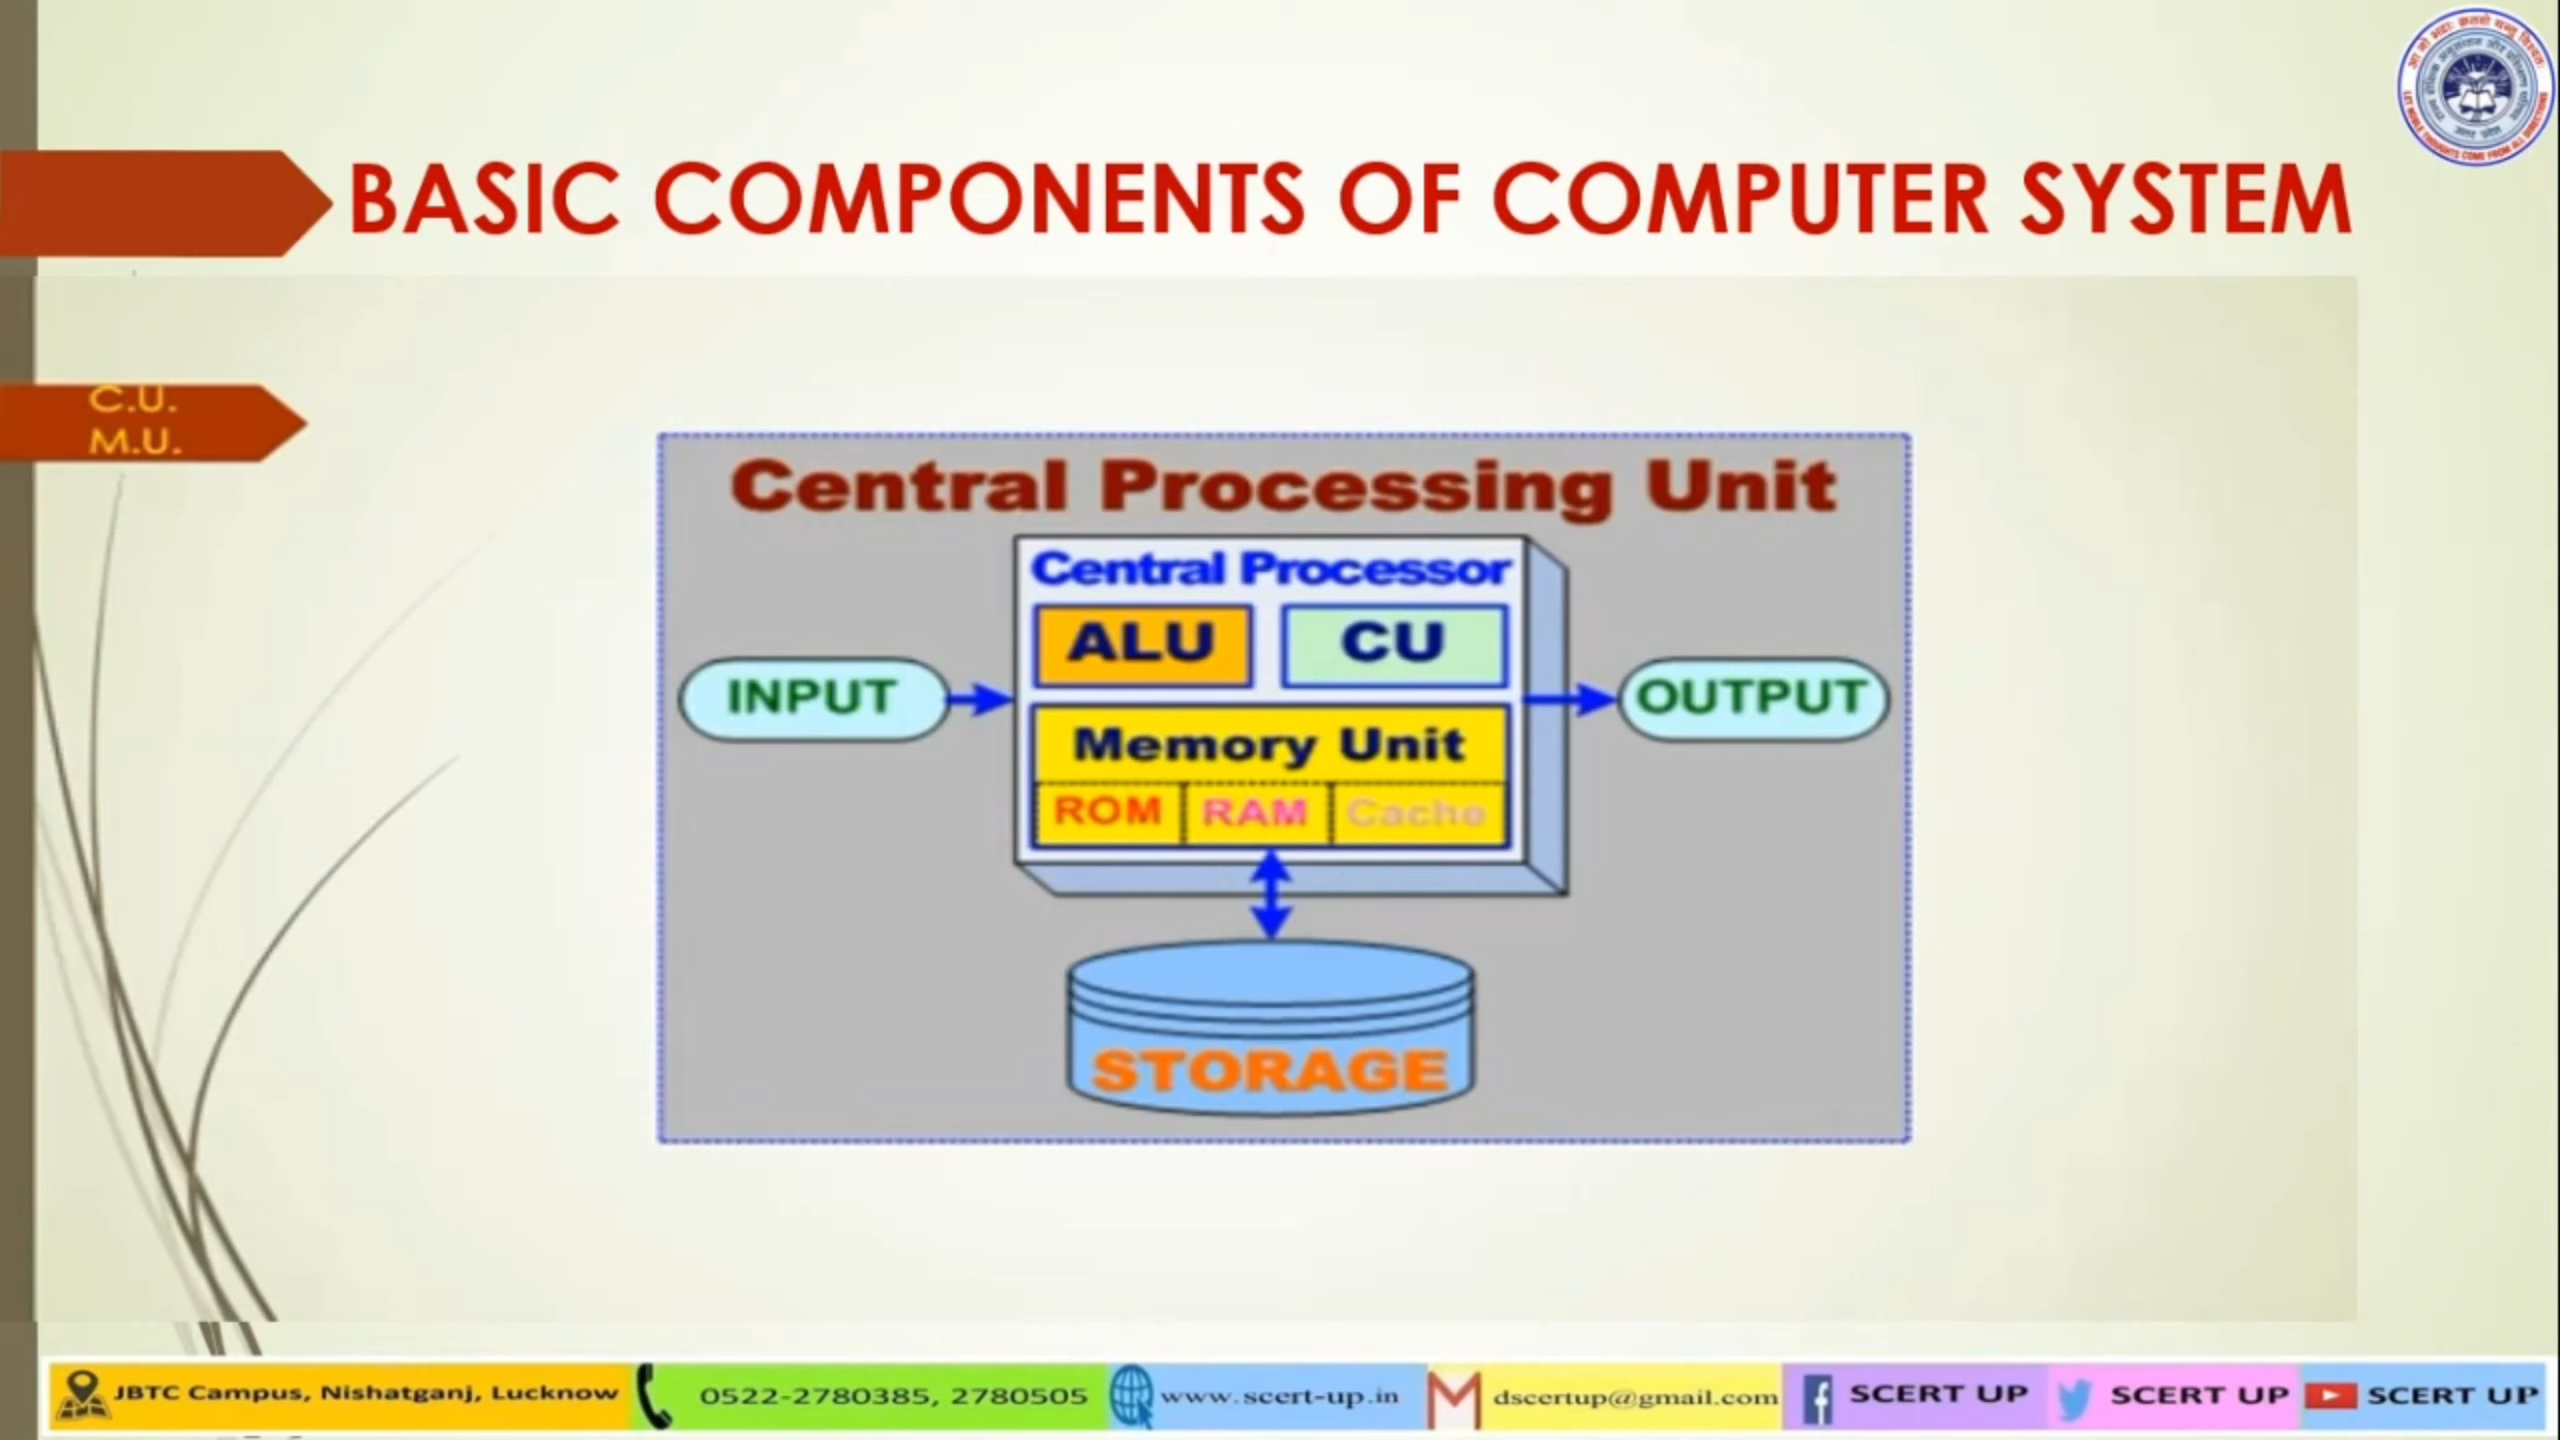 BASIC COMPONENTS OF COMPUTER SYSTEM
C.U.
M.U.
Central Processing Unit
Central Processor
ALU CU
INPUT
OUTPUT
Memory Unit
ROM RAM Cache
STORAGE
JBTC Campus, Nishatganj, Lucknow 0522-2780385, 2780505 www.scert-up.in dscertup@gmail.com SCERT UP SCERT UP SCERT UP